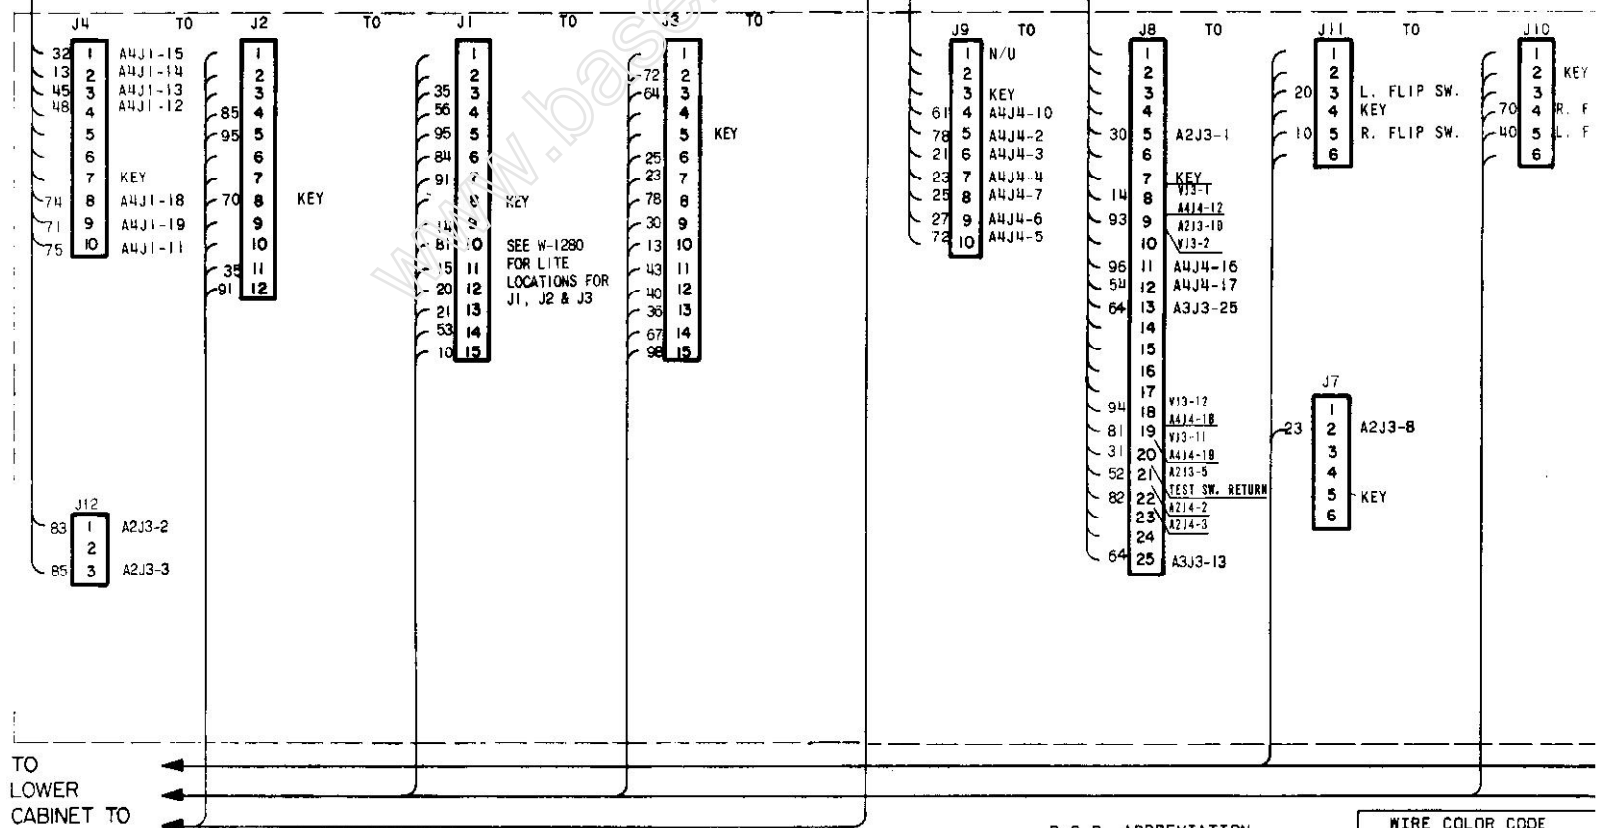 J4 TO J2 TO J1 TO J3 TO J9 TO J8 TO J11 TO J10
32 1 A4J1-15
13 2 A4J1-14
45 3 A4J1-13
48 4 A4J1-12
5
6
7 KEY
74 8 A4J1-18
71 9 A4J1-19
75 10 A4J1-11
J12
83 1 A2J3-2
2
85 3 A2J3-3
1
2
3
85 4
95 5
6
7
70 8 KEY
9
10
35 11
91 12
1
2
35 3
56 4
95 5
84 6
91 7
8 KEY
14 9
81 10
15 11
20 12
21 13
53 14
10 15
SEE W-1280
FOR LITE
LOCATIONS FOR
J1, J2 & J3
1
72 2
64 3
4
5 KEY
25 6
23 7
78 8
30 9
13 10
43 11
40 12
36 13
67 14
98 15
1 N/U
2
3 KEY
61 4 A4J4-10
78 5 A4J4-2
21 6 A4J4-3
23 7 A4J4-4
25 8 A4J4-7
27 9 A4J4-6
72 10 A4J4-5
1
2
3
4
30 5 A2J3-1
6
7 KEY
14 8 VJ3-1
A4J4-12
93 9 A2J3-10
10 VJ3-2
96 11 A4J4-16
54 12 A4J4-17
64 13 A3J3-25
14
15
16
17
94 18 VJ3-12
A4J4-18
81 19 VJ3-11
31 20 A4J4-19
52 21 A2J3-5
TEST SW. RETURN
82 22 A2J4-2
23 A2J4-3
24
64 25 A3J3-13
1
2
20 3 L. FLIP SW.
4 KEY
10 5 R. FLIP SW.
6
J7
1
23 2 A2J3-8
3
4
5 KEY
6
1
2 KEY
3
70 4 R. F
40 5 L. F
6
www.base
TO
LOWER
CABINET TO
WIRE COLOR CODE